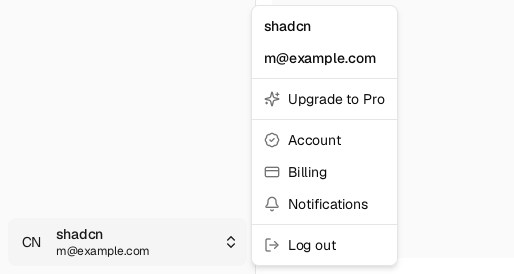 shadcn
m@example.com
Upgrade to Pro
Account
Billing
Notifications
Log out
CN
shadcn
m@example.com